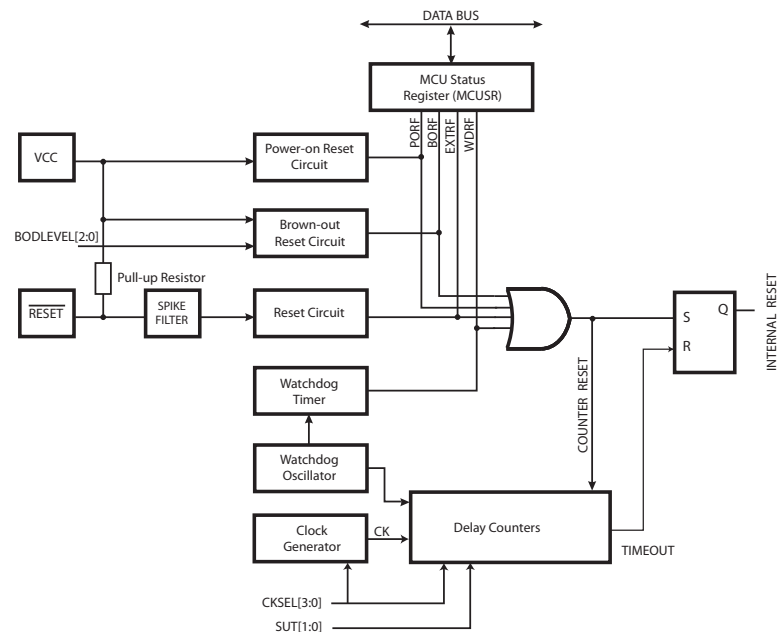 DATA BUS
MCU Status
Register (MCUSR)
PORF
BORF
EXTRF
WDRF
VCC
Power-on Reset
Circuit
BODLEVEL[2:0]
Brown-out
Reset Circuit
Pull-up Resistor
RESET
SPIKE
FILTER
Reset Circuit
S
Q
R
INTERNAL RESET
Watchdog
Timer
COUNTER RESET
Watchdog
Oscillator
Clock
Generator
CK
Delay Counters
TIMEOUT
CKSEL[3:0]
SUT[1:0]